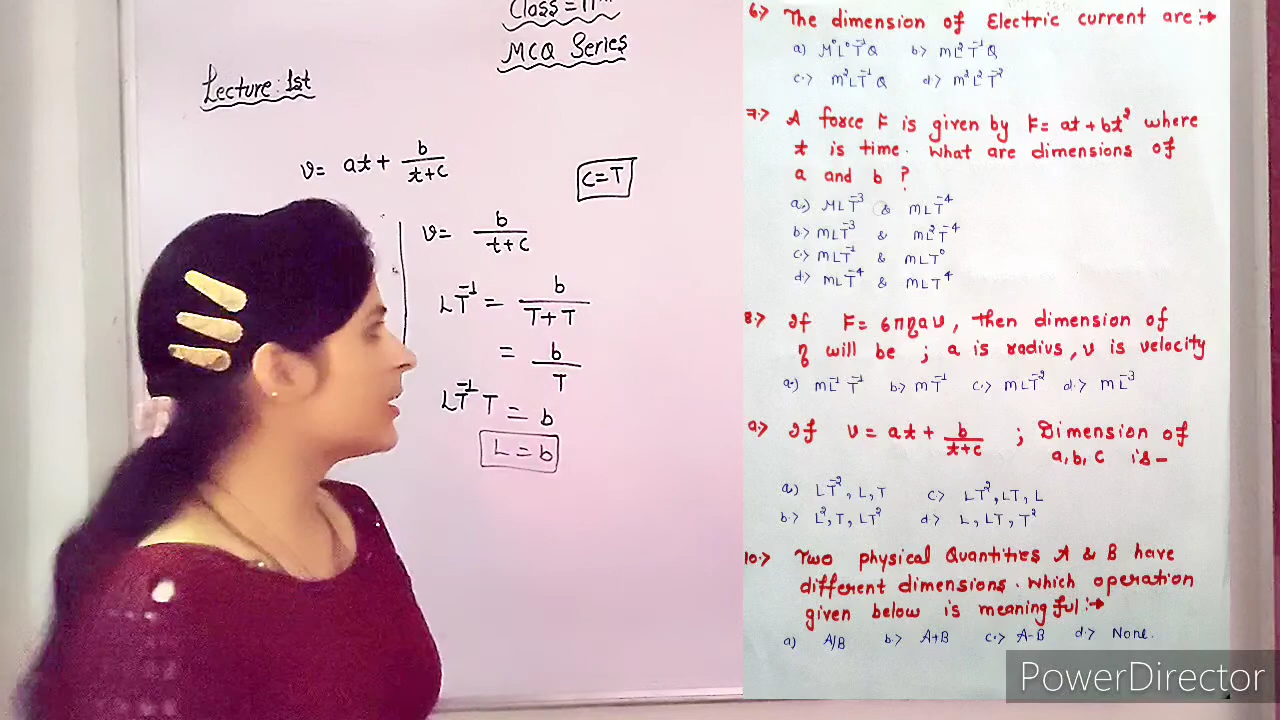 Class = 11th
MCQ Series
Lecture: 1st
v = at + b/(t+c)
C = T
v = b/(t+c)
LT⁻¹ = b/(T+T)
= b/T
LT⁻¹ T = b
L = b
6.> The dimension of Electric current are:→
a) M⁰L⁰T⁻¹Q b> mL²T⁻¹Q
c.> m²LT⁻¹Q d> m²L²T⁻²
7.> A force F is given by F = at + bt² where
t is time. What are dimensions of
a and b ?
a.) MLT⁻³ & mLT⁻⁴
b.> mLT⁻³ & mL²T⁻⁴
c.> mLT⁻¹ & mLT⁰
d.> mLT⁻⁴ & mLT⁴
8.> If F = 6πηav, then dimension of
η will be ; a is radius, v is velocity
a.> mL⁻¹T⁻¹ b> mT⁻¹ c.> mLT⁻² d.> mL⁻³
9.> If v = at + b/(t+c) ; Dimension of
a, b, c is-
a.) LT⁻², L, T c.> LT², LT, L
b.> L², T, LT² d.> L, LT, T²
10.> Two physical Quantities A & B have
different dimensions. Which operation
given below is meaningful:→
a) A/B b.> A+B c.> A-B d.> None.
PowerDirector